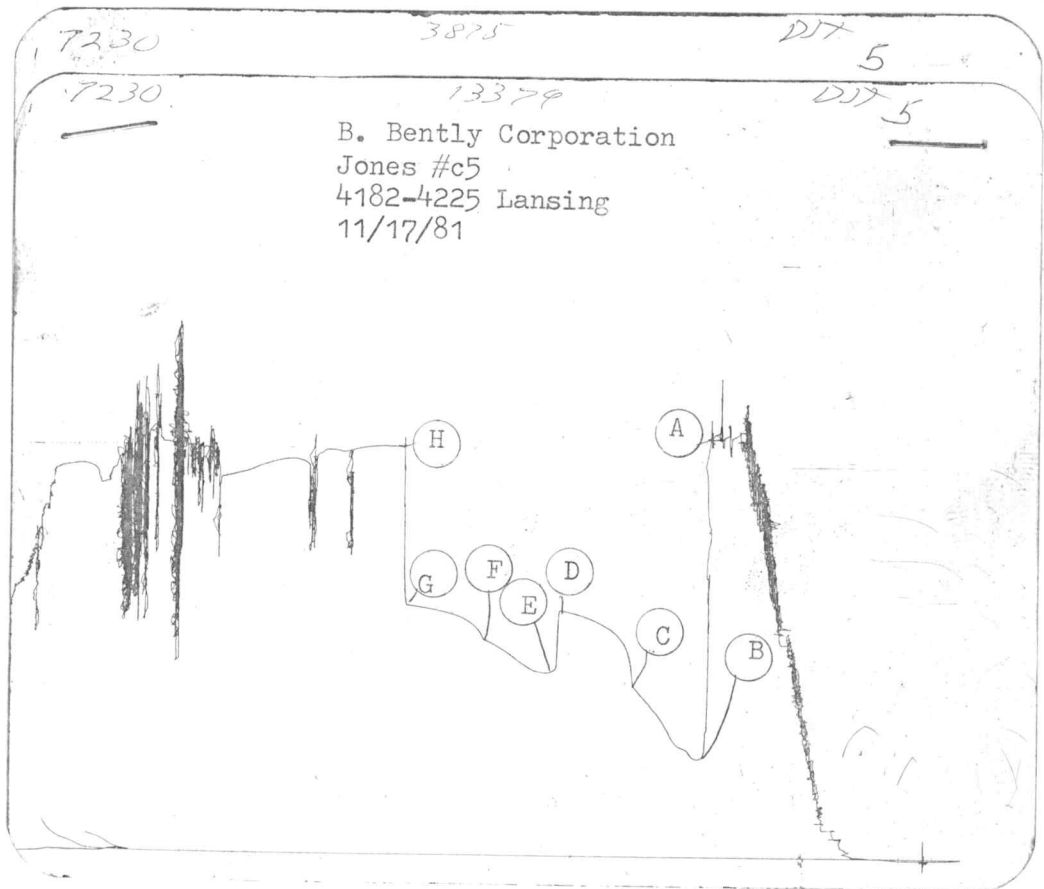 7230 3875 DST 5
7230 13379 DST 5
B. Bently Corporation
Jones #c5
4182-4225 Lansing
11/17/81
H A
G F E D C B